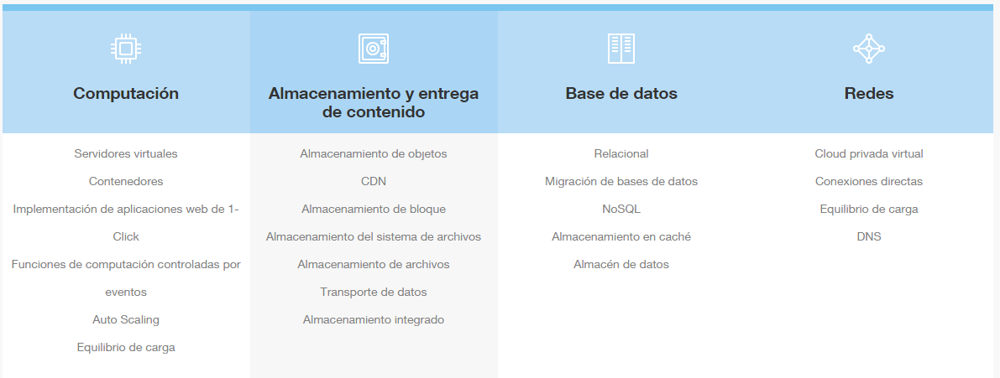 Computación
Servidores virtuales
Contenedores
Implementación de aplicaciones web de 1-
Click
Funciones de computación controladas por
eventos
Auto Scaling
Equilibrio de carga
Almacenamiento y entrega
de contenido
Almacenamiento de objetos
CDN
Almacenamiento de bloque
Almacenamiento del sistema de archivos
Almacenamiento de archivos
Transporte de datos
Almacenamiento integrado
Base de datos
Relacional
Migración de bases de datos
NoSQL
Almacenamiento en caché
Almacén de datos
Redes
Cloud privada virtual
Conexiones directas
Equilibrio de carga
DNS